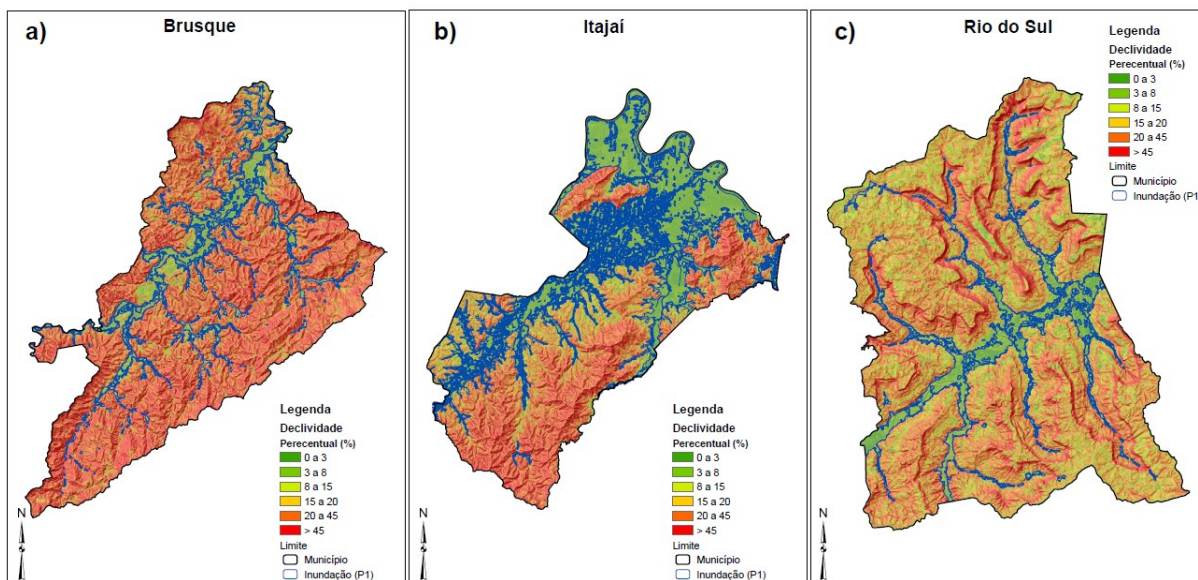 a)
Brusque
Legenda
Declividade
Perecentual (%)
0 a 3
3 a 8
8 a 15
15 a 20
20 a 45
> 45
Limite
Município
Inundação (P1)
N
b)
Itajaí
Legenda
Declividade
Perecentual (%)
0 a 3
3 a 8
8 a 15
15 a 20
20 a 45
> 45
Limite
Município
Inundação (P1)
N
c)
Rio do Sul
Legenda
Declividade
Perecentual (%)
0 a 3
3 a 8
8 a 15
15 a 20
20 a 45
> 45
Limite
Município
Inundação (P1
N